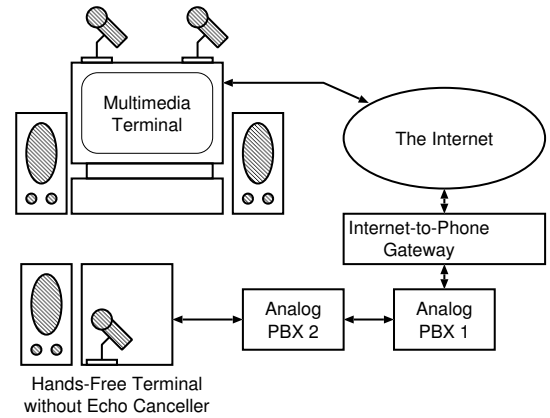 Multimedia
Terminal
The Internet
Internet-to-Phone
Gateway
Analog
PBX 2
Analog
PBX 1
Hands-Free Terminal
without Echo Canceller